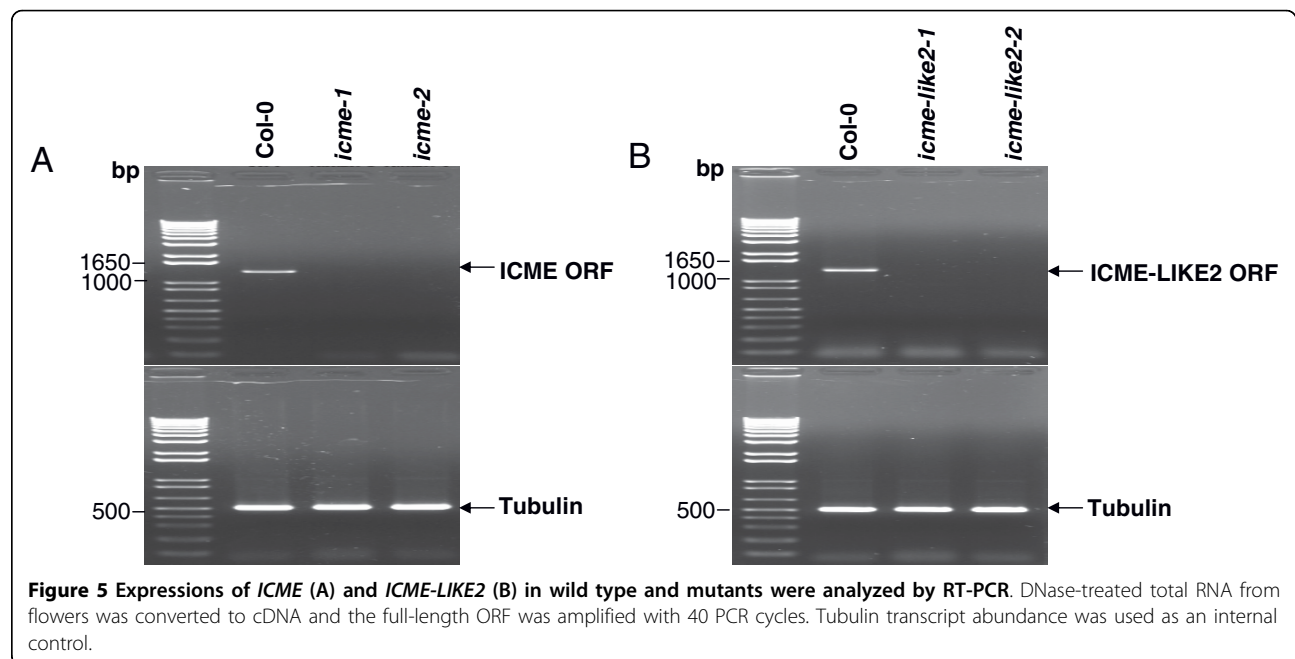 A
bp
Col-0
icme-1
icme-2
1650
1000
ICME ORF
500
Tubulin
B
bp
Col-0
icme-like2-1
icme-like2-2
1650
1000
ICME-LIKE2 ORF
500
Tubulin
Figure 5 Expressions of ICME (A) and ICME-LIKE2 (B) in wild type and mutants were analyzed by RT-PCR. DNase-treated total RNA from
flowers was converted to cDNA and the full-length ORF was amplified with 40 PCR cycles. Tubulin transcript abundance was used as an internal
control.